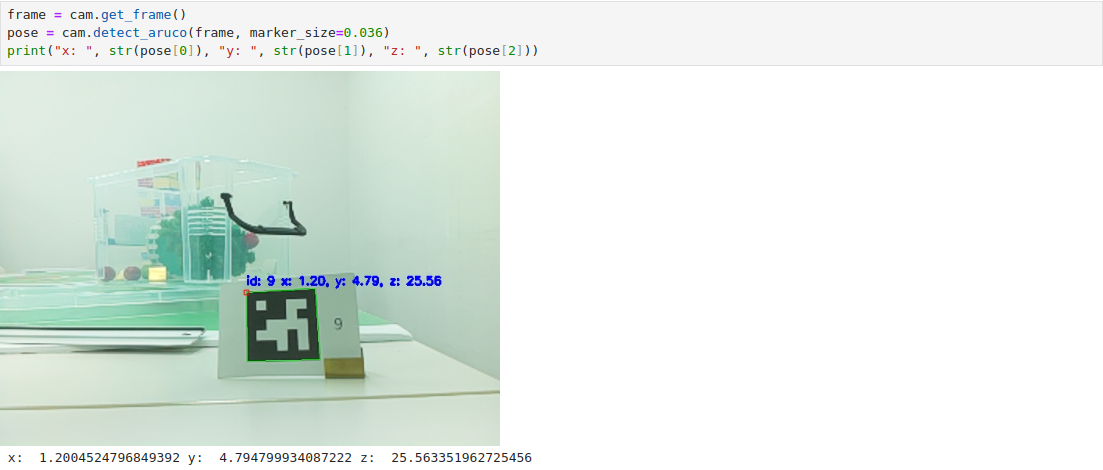 frame = cam.get_frame()
pose = cam.detect_aruco(frame, marker_size=0.036)
print("x: ", str(pose[0]), "y: ", str(pose[1]), "z: ", str(pose[2]))
id: 9 x: 1.20, y: 4.79, z: 25.56
9
x:  1.2004524796849392 y:  4.794799934087222 z:  25.563351962725456